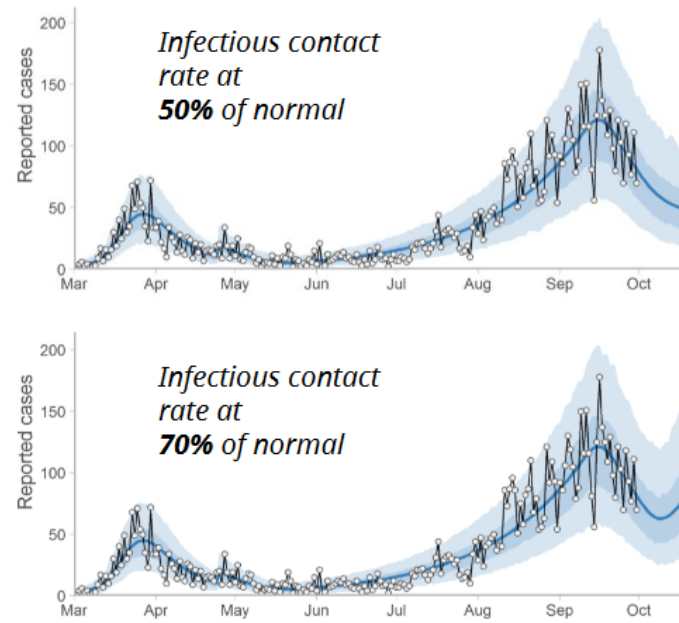 200
Infectious contact
rate at
50% of normal
150
100
50
0
Reported cases
Mar Apr May Jun Jul Aug Sep Oct
200
Infectious contact
rate at
70% of normal
150
100
50
0
Reported cases
Mar Apr May Jun Jul Aug Sep Oct